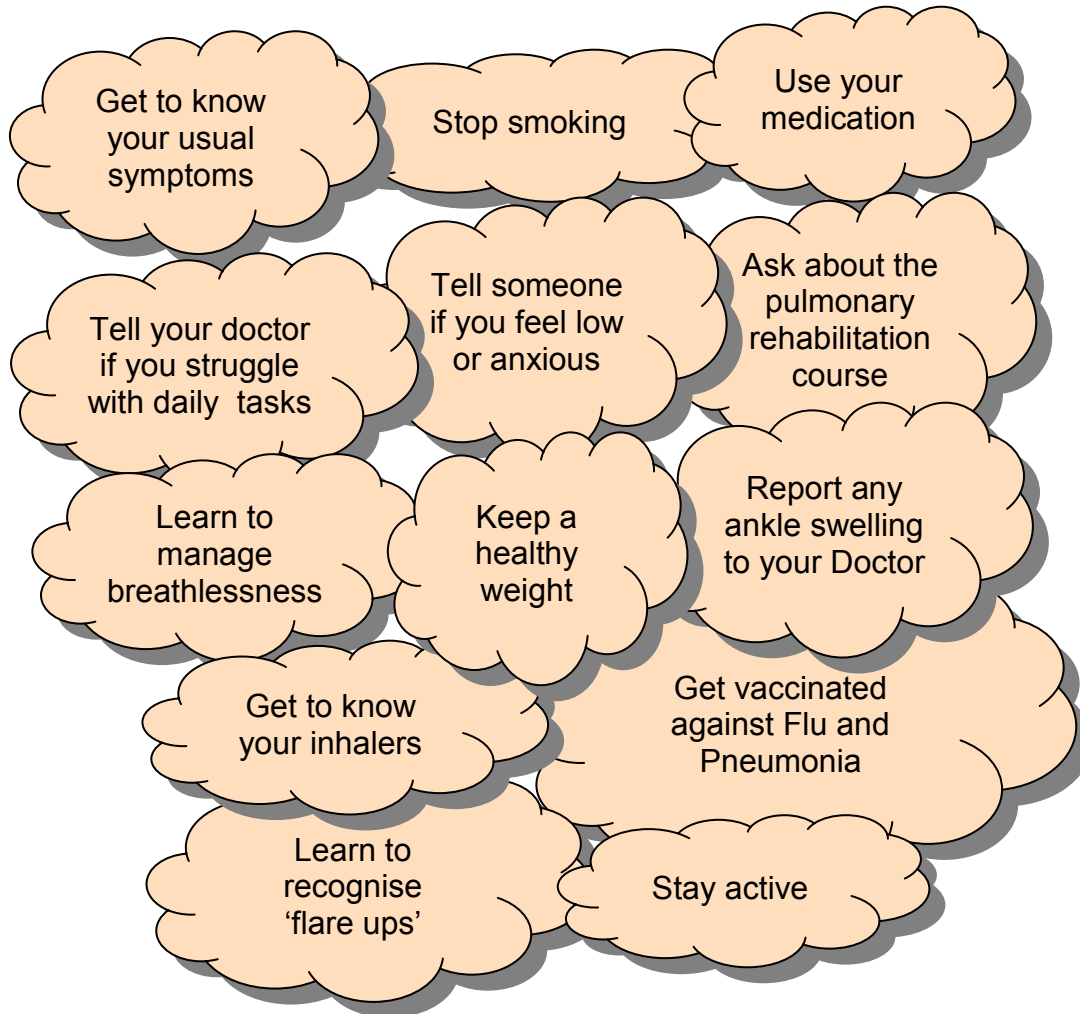 Get to know
your usual
symptoms
Stop smoking
Use your
medication
Tell your doctor
if you struggle
with daily  tasks
Tell someone
if you feel low
or anxious
Ask about the
pulmonary
rehabilitation
course
Learn to
manage
breathlessness
Keep a
healthy
weight
Report any
ankle swelling
to your Doctor
Get to know
your inhalers
Get vaccinated
against Flu and
Pneumonia
Learn to
recognise
‘flare ups’
Stay active